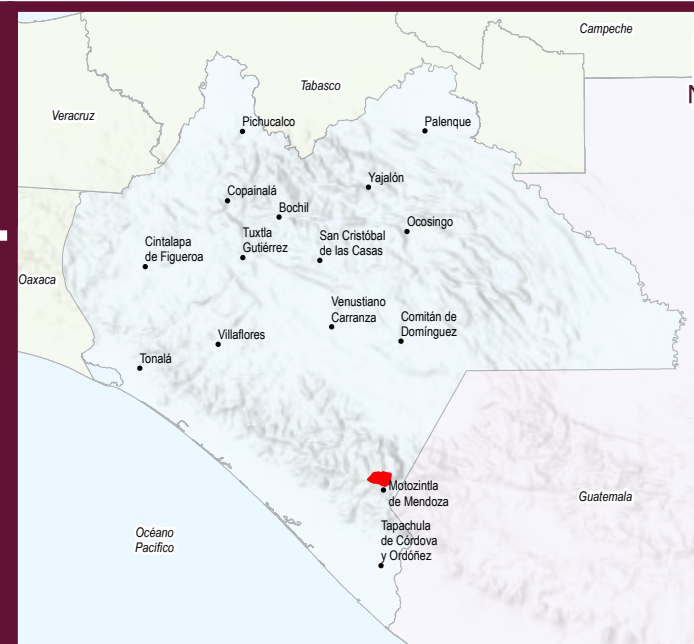 Campeche
Tabasco
N
Veracruz
Pichucalco
Palenque
Yajalón
Copainalá
Bochil
Ocosingo
Tuxtla
Gutiérrez
San Cristóbal
de las Casas
Cintalapa
de Figueroa
Oaxaca
Venustiano
Carranza
Comitán de
Domínguez
Villaflores
Tonalá
Motozintla
de Mendoza
Guatemala
Océano
Pacífico
Tapachula
de Córdova
y Ordóñez